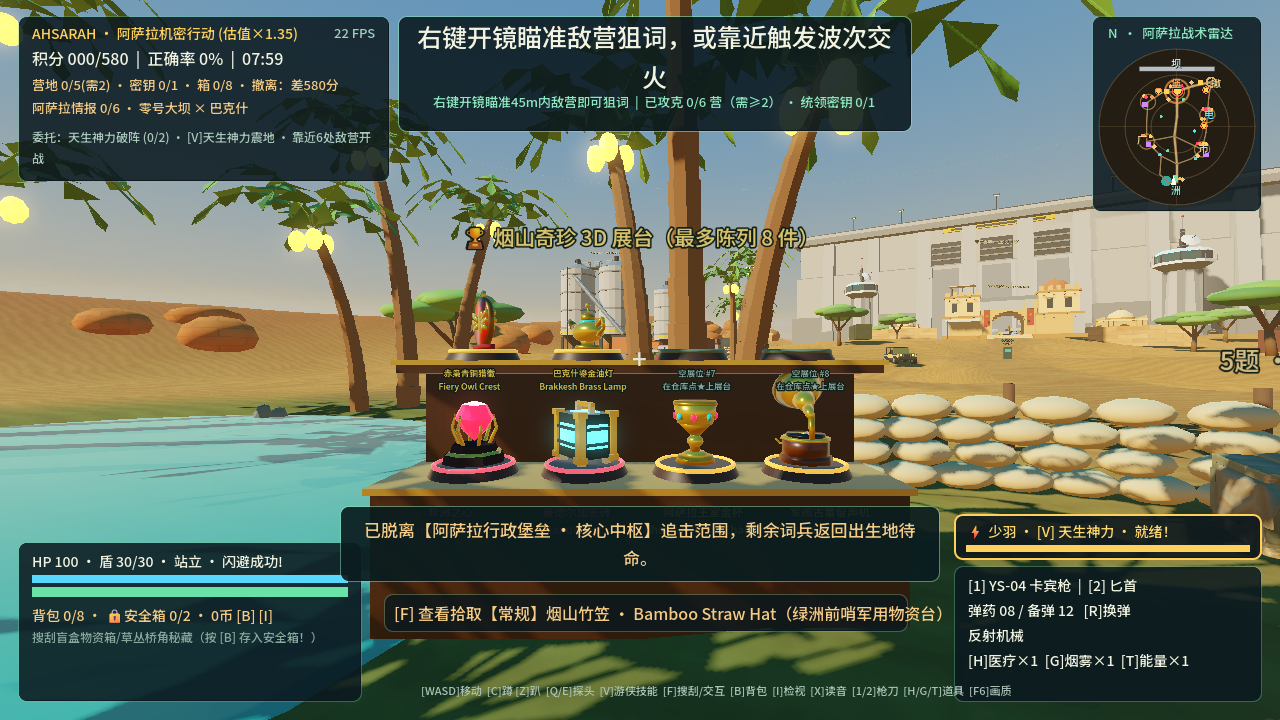 AHSARAH · 阿萨拉机密行动 (估值×1.35) 22 FPS
积分 000/580 | 正确率 0% | 07:59
营地 0/5(需2) · 密钥 0/1 · 箱 0/8 · 撤离: 差580分
阿萨拉情报 0/6 · 零号大坝 × 巴克什
委托: 天生神力破阵 (0/2) · [V]天生神力震地 · 靠近6处敌营开
战
右键开镜瞄准敌营狙词，或靠近触发波次交
火
右键开镜瞄准45m内敌营即可狙词 | 已攻克 0/6 营（需≥2） · 统领密钥 0/1
N · 阿萨拉战术雷达
坝
洲
烟山奇珍 3D 展台（最多陈列 8 件）
5题
赤枭青铜猎徽
Fiery Owl Crest
巴克什鎏金油灯
Brakkesh Brass Lamp
空展位 #7
在仓库点★上展台
空展位 #8
在仓库点★上展台
已脱离【阿萨拉行政堡垒 · 核心中枢】追击范围，剩余词兵返回出生地待
命。
[F] 查看拾取【常规】烟山竹笠 · Bamboo Straw Hat（绿洲前哨军用物资台）
HP 100 · 盾 30/30 · 站立 · 闪避成功!
背包 0/8 · 安全箱 0/2 · 0币 [B] [I]
搜刮盲盒物资箱/草丛桥角秘藏（按 [B] 存入安全箱! ）
少羽 · [V] 天生神力 · 就绪!
[1] YS-04 卡宾枪 | [2] 匕首
弹药 08 / 备弹 12 [R]换弹
反射机械
[H]医疗×1 [G]烟雾×1 [T]能量×1
[WASD]移动 [C]蹲 [Z]趴 [Q/E]探头 [V]游侠技能 [F]搜刮/交互 [B]背包 [I]检视 [X]读音 [1/2]枪刀 [H/G/T]道具 [F6]画质